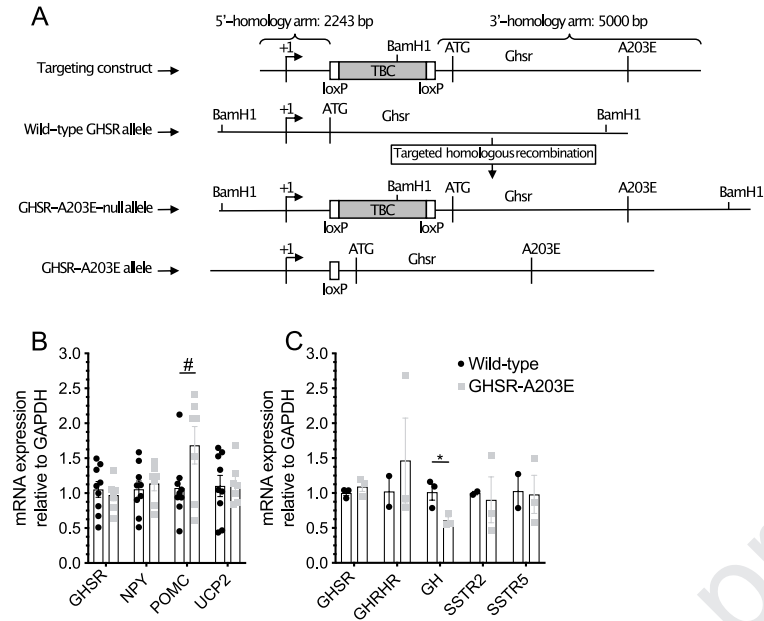 A
5'–homology arm: 2243 bp
3'–homology arm: 5000 bp
Targeting construct
+1
BamH1
ATG
Ghsr
A203E
TBC
loxP
loxP
Wild–type GHSR allele
BamH1
+1
ATG
Ghsr
BamH1
Targeted homologous recombination
GHSR–A203E–null allele
BamH1
+1
BamH1
ATG
Ghsr
A203E
BamH1
TBC
loxP
loxP
GHSR–A203E allele
+1
ATG
Ghsr
A203E
loxP
B
mRNA expression
relative to GAPDH
3.0
2.5
2.0
1.5
1.0
0.5
0.0
#
GHSR
NPY
POMC
UCP2
C
mRNA expression
relative to GAPDH
3.0
2.5
2.0
1.5
1.0
0.5
0.0
Wild-type
GHSR-A203E
*
GHSR
GHRHR
GH
SSTR2
SSTR5
pr